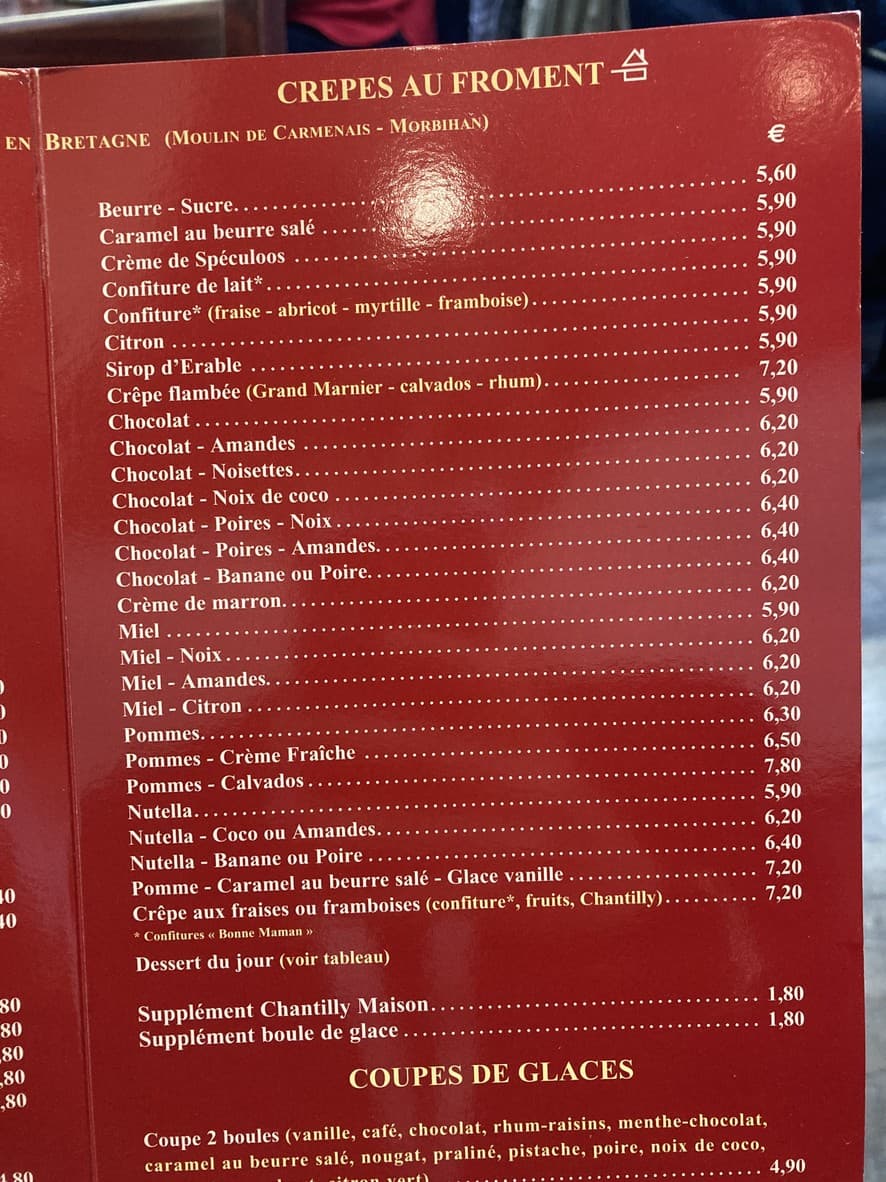 CREPES AU FROMENT
EN BRETAGNE (MOULIN DE CARMENAIS - MORBIHAN)
€
Beurre - Sucre 5,60
Caramel au beurre salé 5,90
Crème de Spéculoos 5,90
Confiture de lait* 5,90
Confiture* (fraise - abricot - myrtille - framboise) 5,90
Citron 5,90
Sirop d'Erable 5,90
Crêpe flambée (Grand Marnier - calvados - rhum) 7,20
Chocolat 5,90
Chocolat - Amandes 6,20
Chocolat - Noisettes 6,20
Chocolat - Noix de coco 6,20
Chocolat - Poires - Noix 6,40
Chocolat - Poires - Amandes 6,40
Chocolat - Banane ou Poire 6,40
Crème de marron 6,20
Miel 5,90
Miel - Noix 6,20
Miel - Amandes 6,20
Miel - Citron 6,20
Pommes 6,30
Pommes - Crème Fraîche 6,50
Pommes - Calvados 7,80
Nutella 5,90
Nutella - Coco ou Amandes 6,20
Nutella - Banane ou Poire 6,40
Pomme - Caramel au beurre salé - Glace vanille 7,20
Crêpe aux fraises ou framboises (confiture*, fruits, Chantilly) 7,20
* Confitures « Bonne Maman »
Dessert du jour (voir tableau)
Supplément Chantilly Maison 1,80
Supplément boule de glace 1,80
COUPES DE GLACES
Coupe 2 boules (vanille, café, chocolat, rhum-raisins, menthe-chocolat,
caramel au beurre salé, nougat, praliné, pistache, poire, noix de coco,
citron vert) 4,90